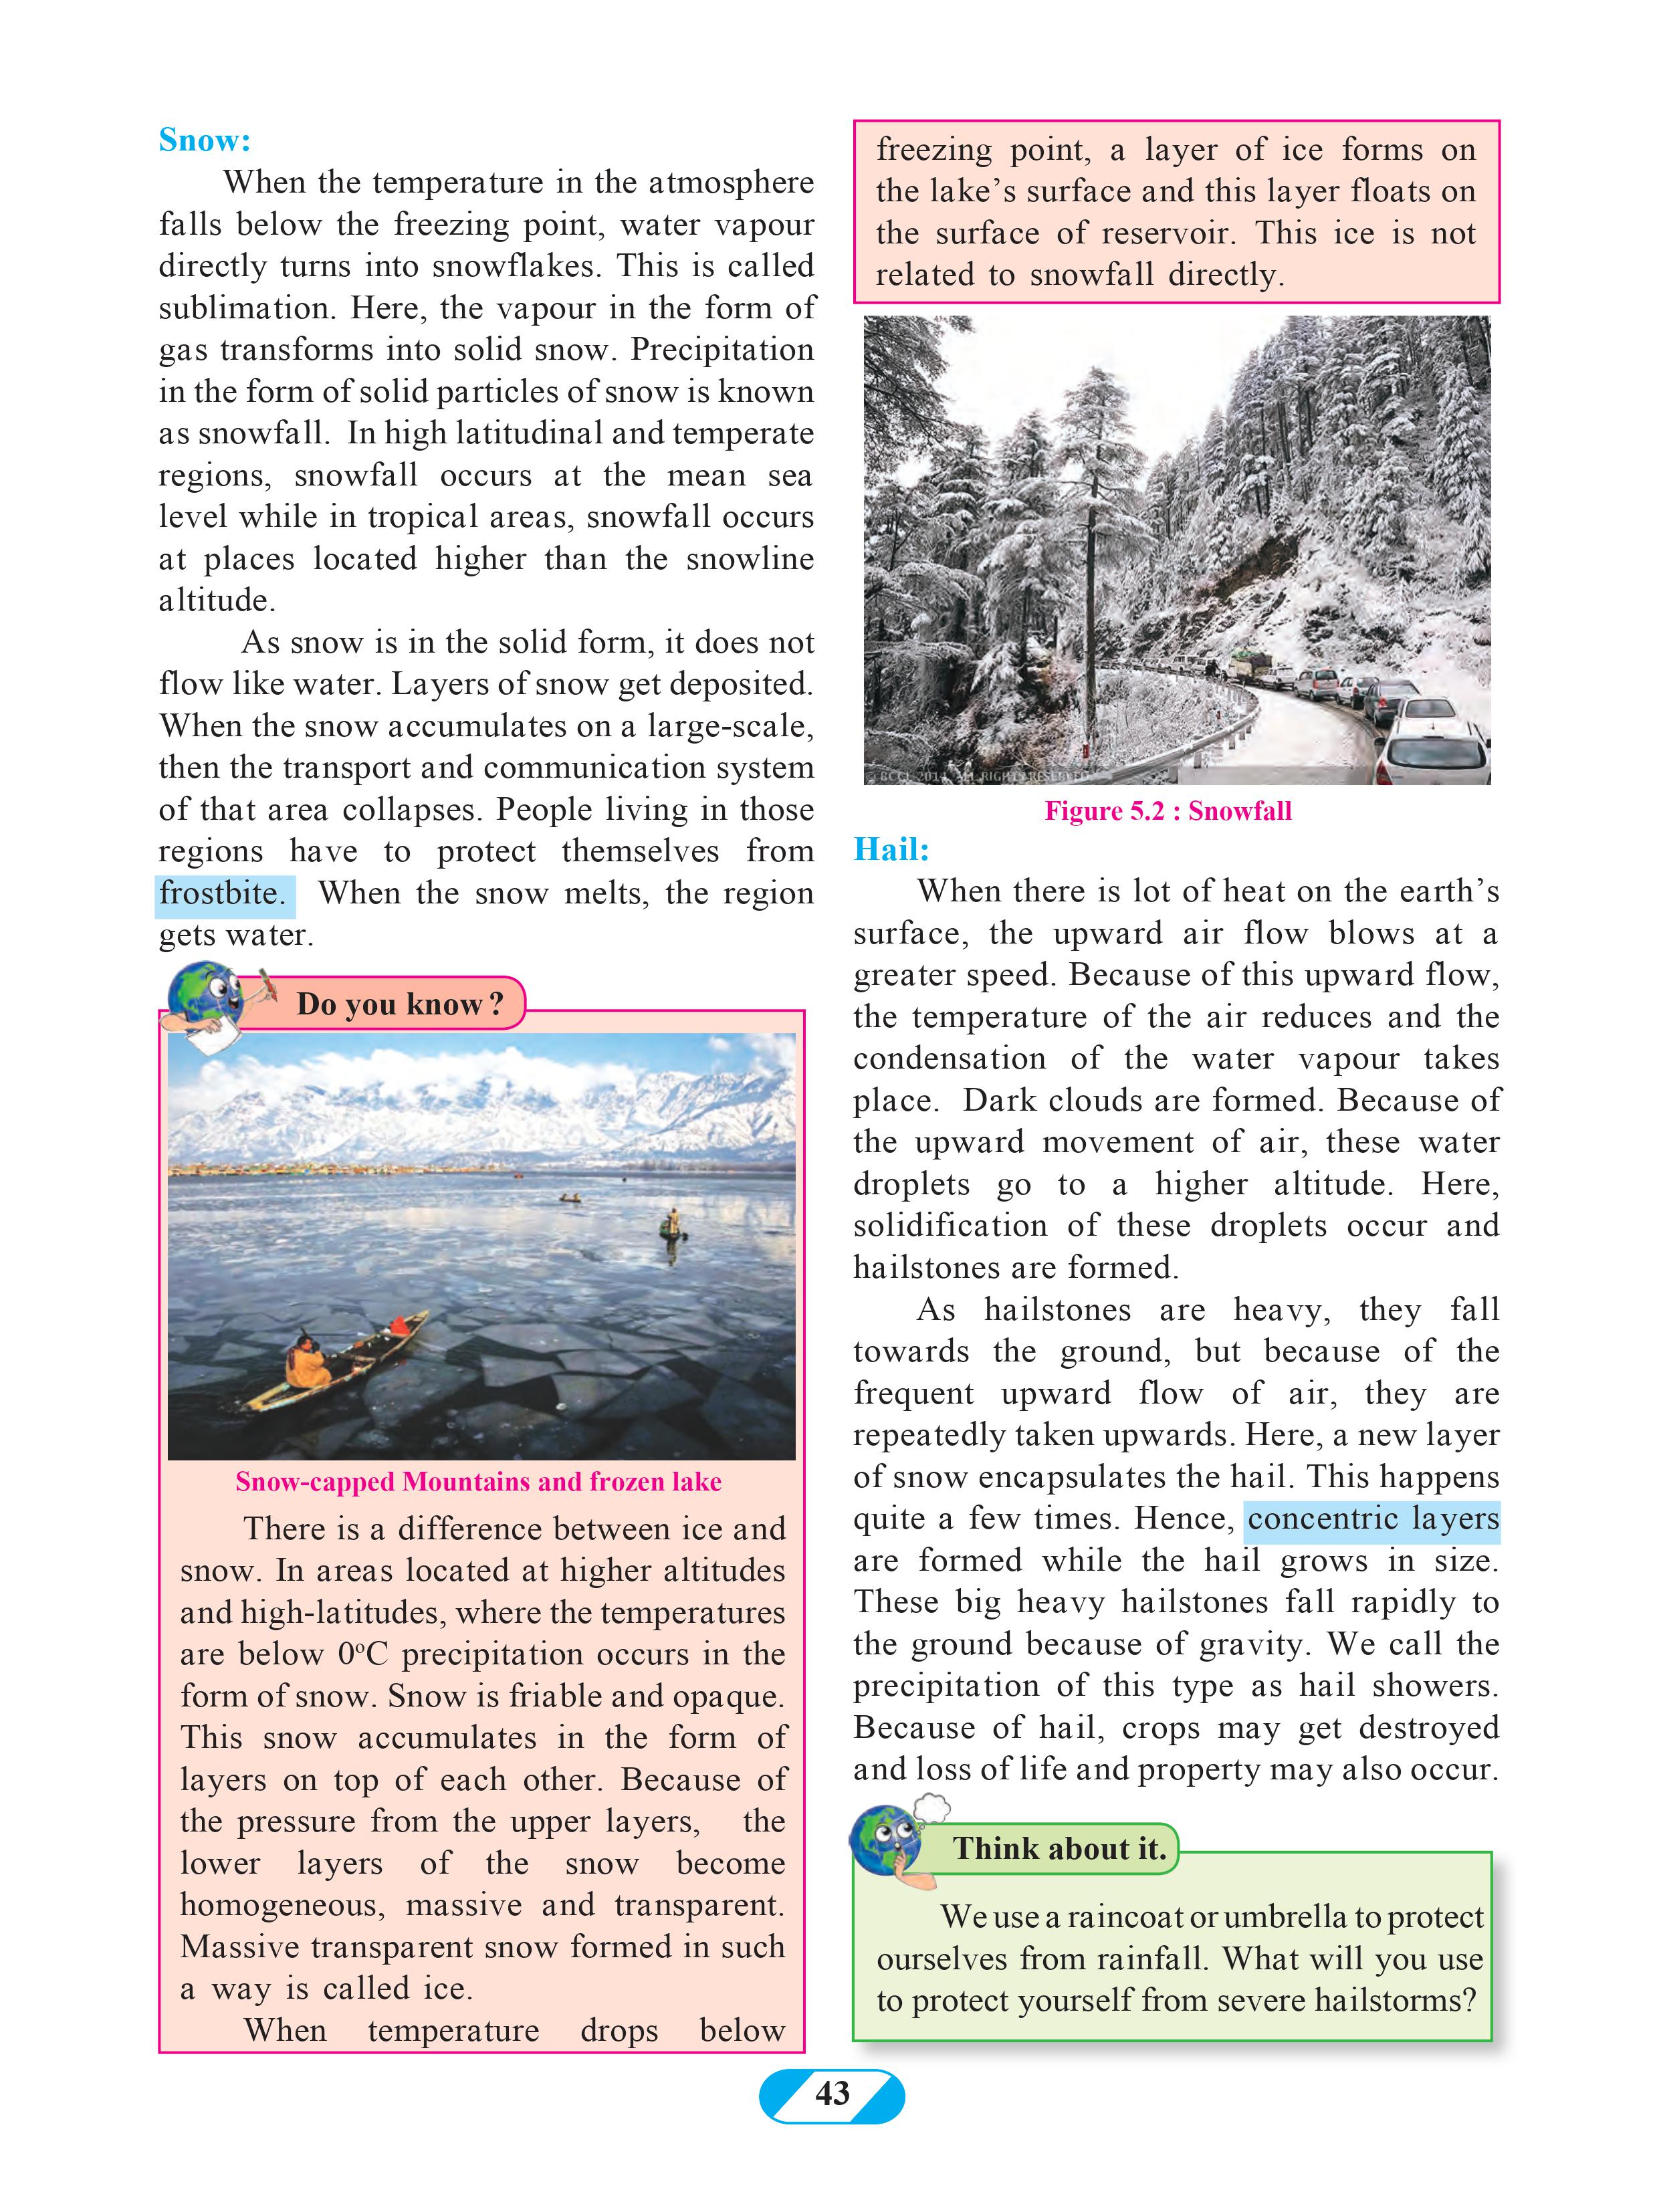 Snow:
When the temperature in the atmosphere
falls below the freezing point, water vapour
directly turns into snowflakes. This is called
sublimation. Here, the vapour in the form of
gas transforms into solid snow. Precipitation
in the form of solid particles of snow is known
as snowfall. In high latitudinal and temperate
regions, snowfall occurs at the mean sea
level while in tropical areas, snowfall occurs
at places located higher than the snowline
altitude.
As snow is in the solid form, it does not
flow like water. Layers of snow get deposited.
When the snow accumulates on a large-scale,
then the transport and communication system
of that area collapses. People living in those
regions have to protect themselves from
frostbite. When the snow melts, the region
gets water.
Do you know ?
Snow-capped Mountains and frozen lake
There is a difference between ice and
snow. In areas located at higher altitudes
and high-latitudes, where the temperatures
are below 0°C precipitation occurs in the
form of snow. Snow is friable and opaque.
This snow accumulates in the form of
layers on top of each other. Because of
the pressure from the upper layers, the
lower layers of the snow become
homogeneous, massive and transparent.
Massive transparent snow formed in such
a way is called ice.
When temperature drops below
freezing point, a layer of ice forms on
the lake’s surface and this layer floats on
the surface of reservoir. This ice is not
related to snowfall directly.
© BCCL 2014. ALL RIGHTS RESERVED
Figure 5.2 : Snowfall
Hail:
When there is lot of heat on the earth’s
surface, the upward air flow blows at a
greater speed. Because of this upward flow,
the temperature of the air reduces and the
condensation of the water vapour takes
place. Dark clouds are formed. Because of
the upward movement of air, these water
droplets go to a higher altitude. Here,
solidification of these droplets occur and
hailstones are formed.
As hailstones are heavy, they fall
towards the ground, but because of the
frequent upward flow of air, they are
repeatedly taken upwards. Here, a new layer
of snow encapsulates the hail. This happens
quite a few times. Hence, concentric layers
are formed while the hail grows in size.
These big heavy hailstones fall rapidly to
the ground because of gravity. We call the
precipitation of this type as hail showers.
Because of hail, crops may get destroyed
and loss of life and property may also occur.
Think about it.
We use a raincoat or umbrella to protect
ourselves from rainfall. What will you use
to protect yourself from severe hailstorms?
43